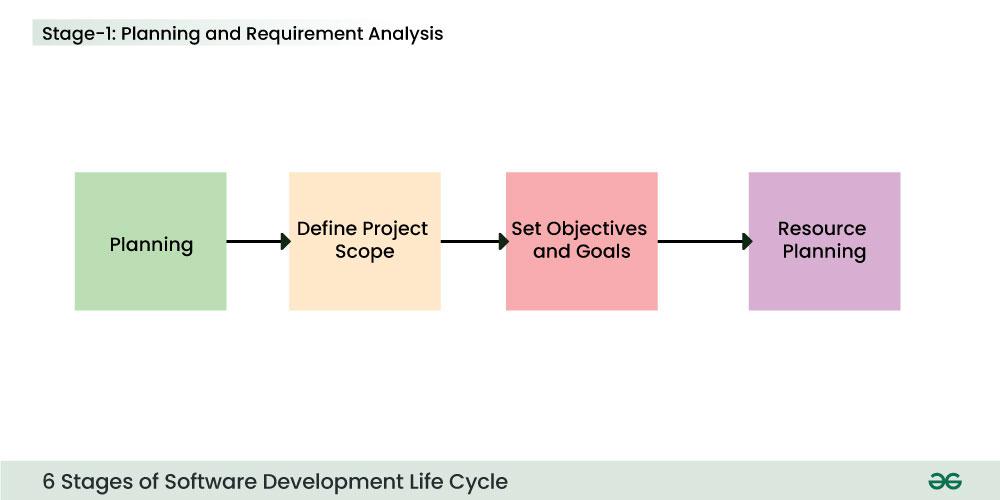 Stage-1: Planning and Requirement Analysis
Planning
Define Project
Scope
Set Objectives
and Goals
Resource
Planning
6 Stages of Software Development Life Cycle